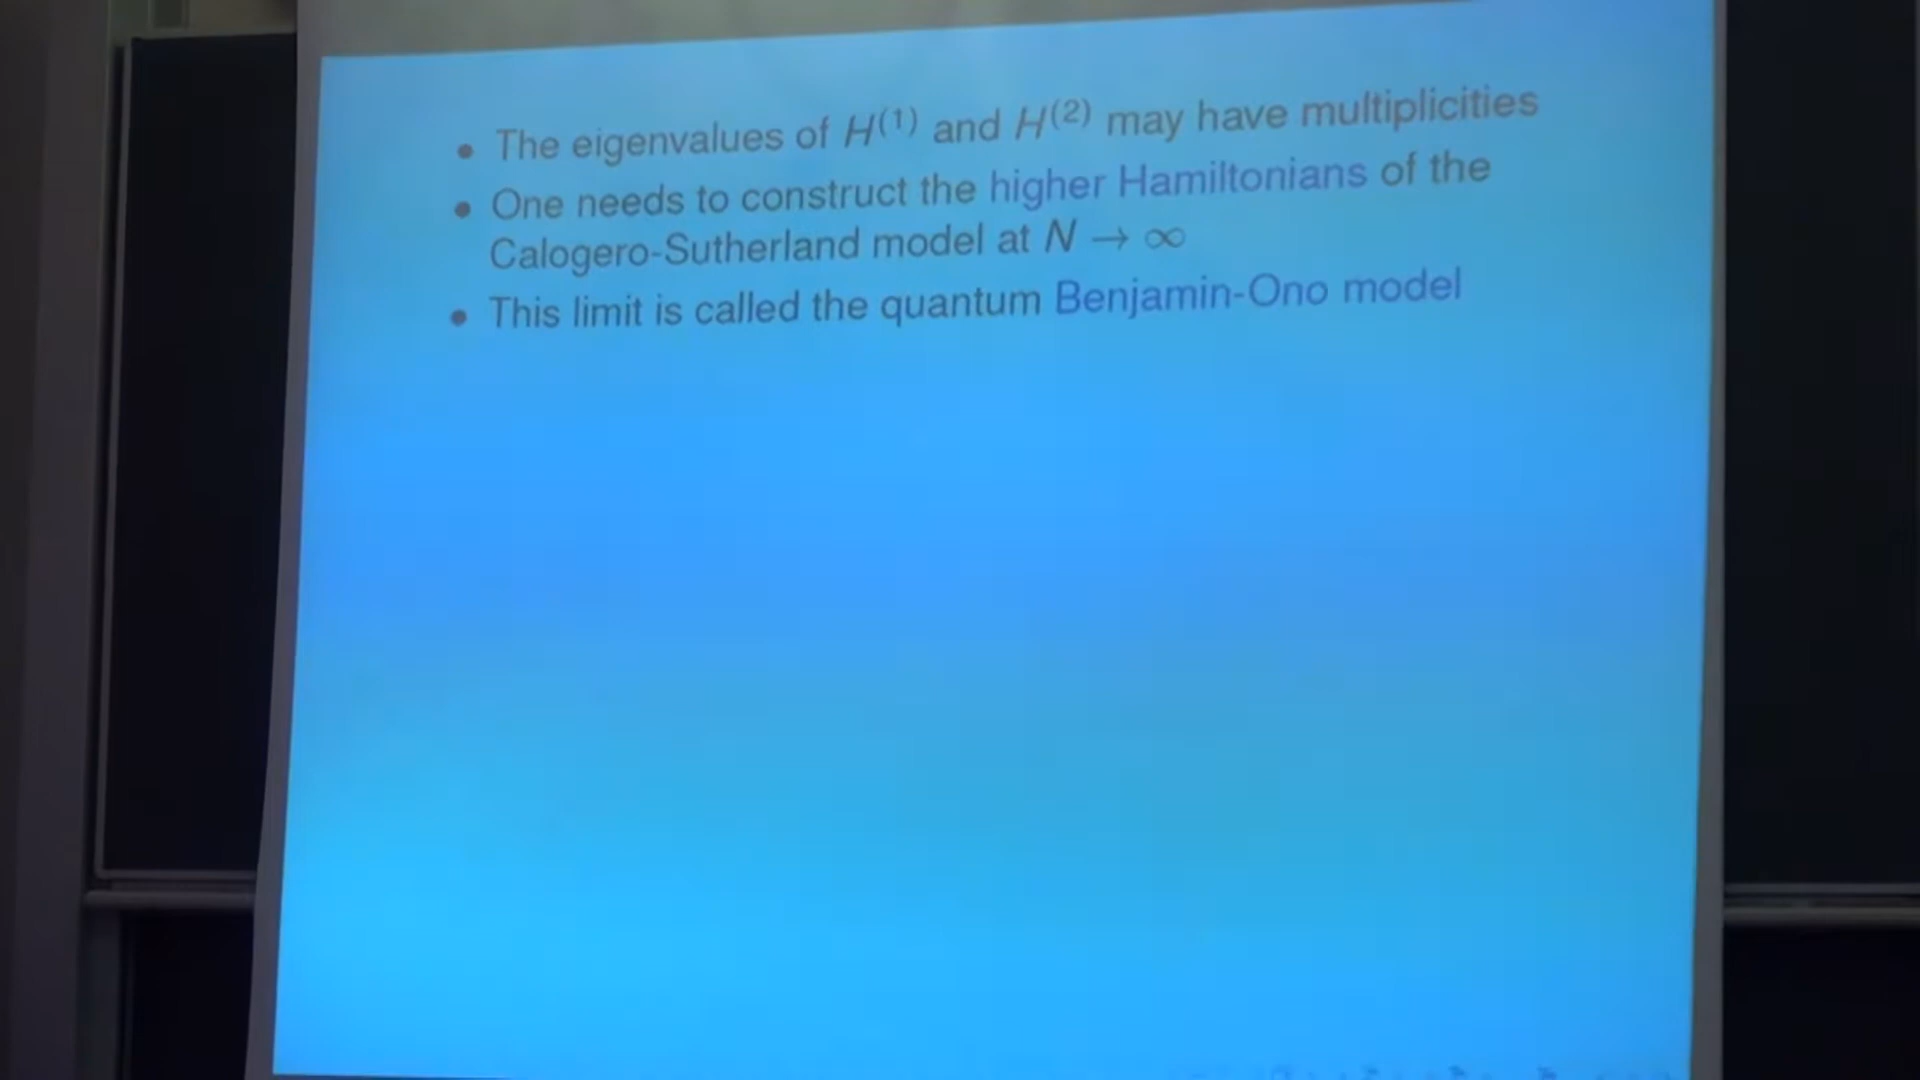 • The eigenvalues of H⁽¹⁾ and H⁽²⁾ may have multiplicities
• One needs to construct the higher Hamiltonians of the
Calogero-Sutherland model at N → ∞
• This limit is called the quantum Benjamin-Ono model